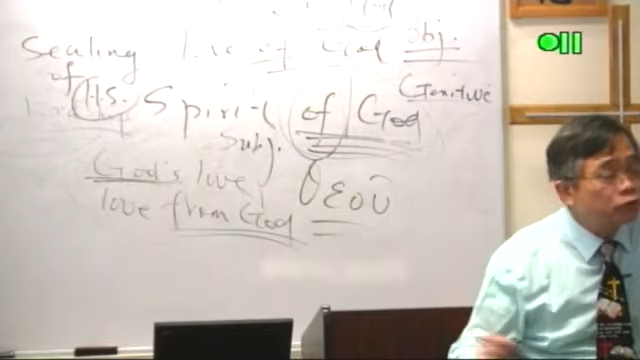 Sealing love of God Obj.
of H.S. Spirit of God Genitive
Subj.
God's love θεοῦ
love from God